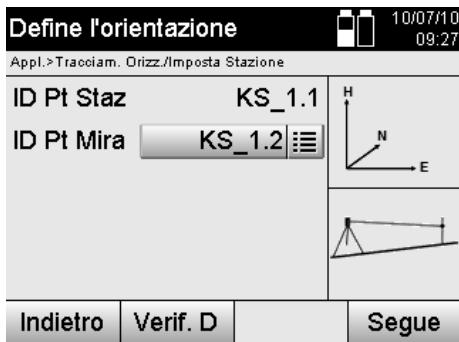 Define l'orientazione
10/07/10
09:27
Appl.>Tracciam. Orizz./Imposta Stazione
ID Pt Staz KS_1.1
ID Pt Mira KS_1.2
H
N
E
Indietro Verif. D Segue